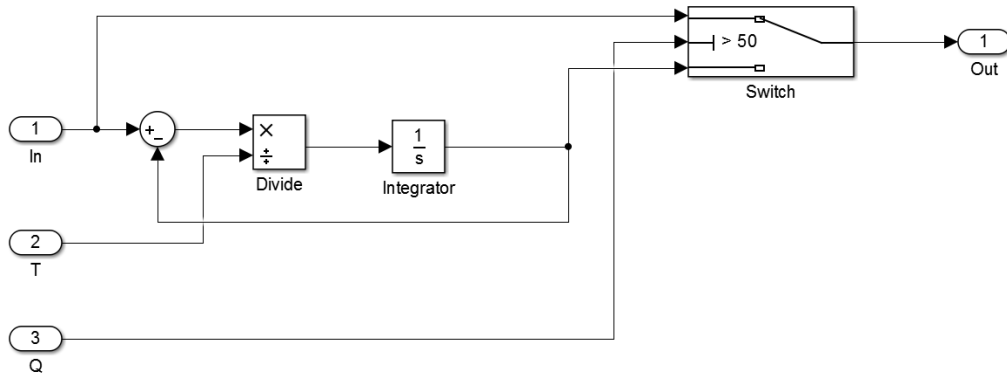 > 50
1
Out
Switch
1
In
+
−
×
÷
Divide
1
s
Integrator
2
T
3
Q